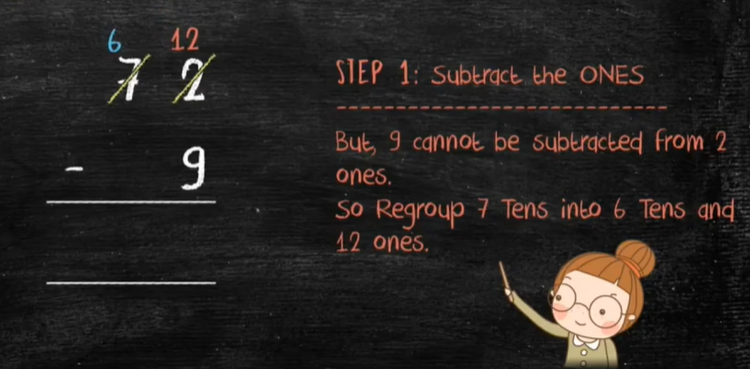 6 12
7 2
- 9
STEP 1: Subtract the ONES
But, 9 cannot be subtracted from 2
ones.
So Regroup 7 Tens into 6 Tens and
12 ones.